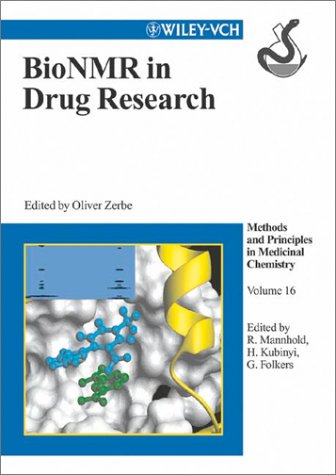 WILEY-VCH
BioNMR in
Drug Research
Edited by Oliver Zerbe
Methods
and Principles
in Medicinal
Chemistry
Volume 16
Edited by
R. Mannhold,
H. Kubinyi,
G. Folkers